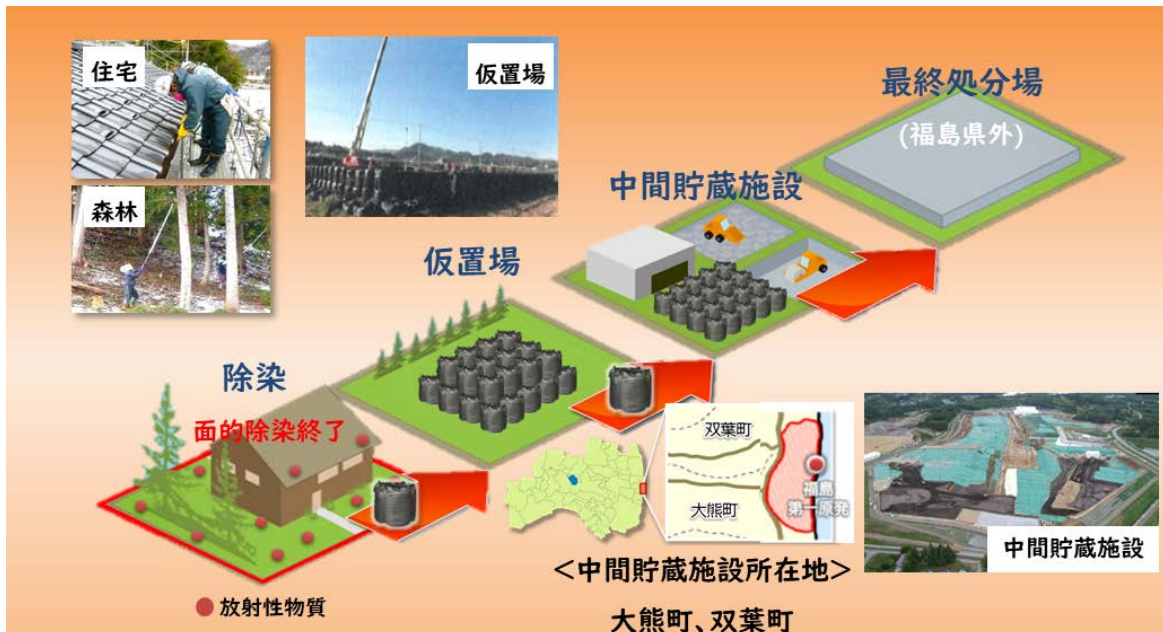 住宅
仮置場
最終処分場
(福島県外)
森林
中間貯蔵施設
仮置場
除染
面的除染終了
双葉町
大熊町
福島
第一原発
中間貯蔵施設
<中間貯蔵施設所在地>
放射性物質
大熊町、双葉町